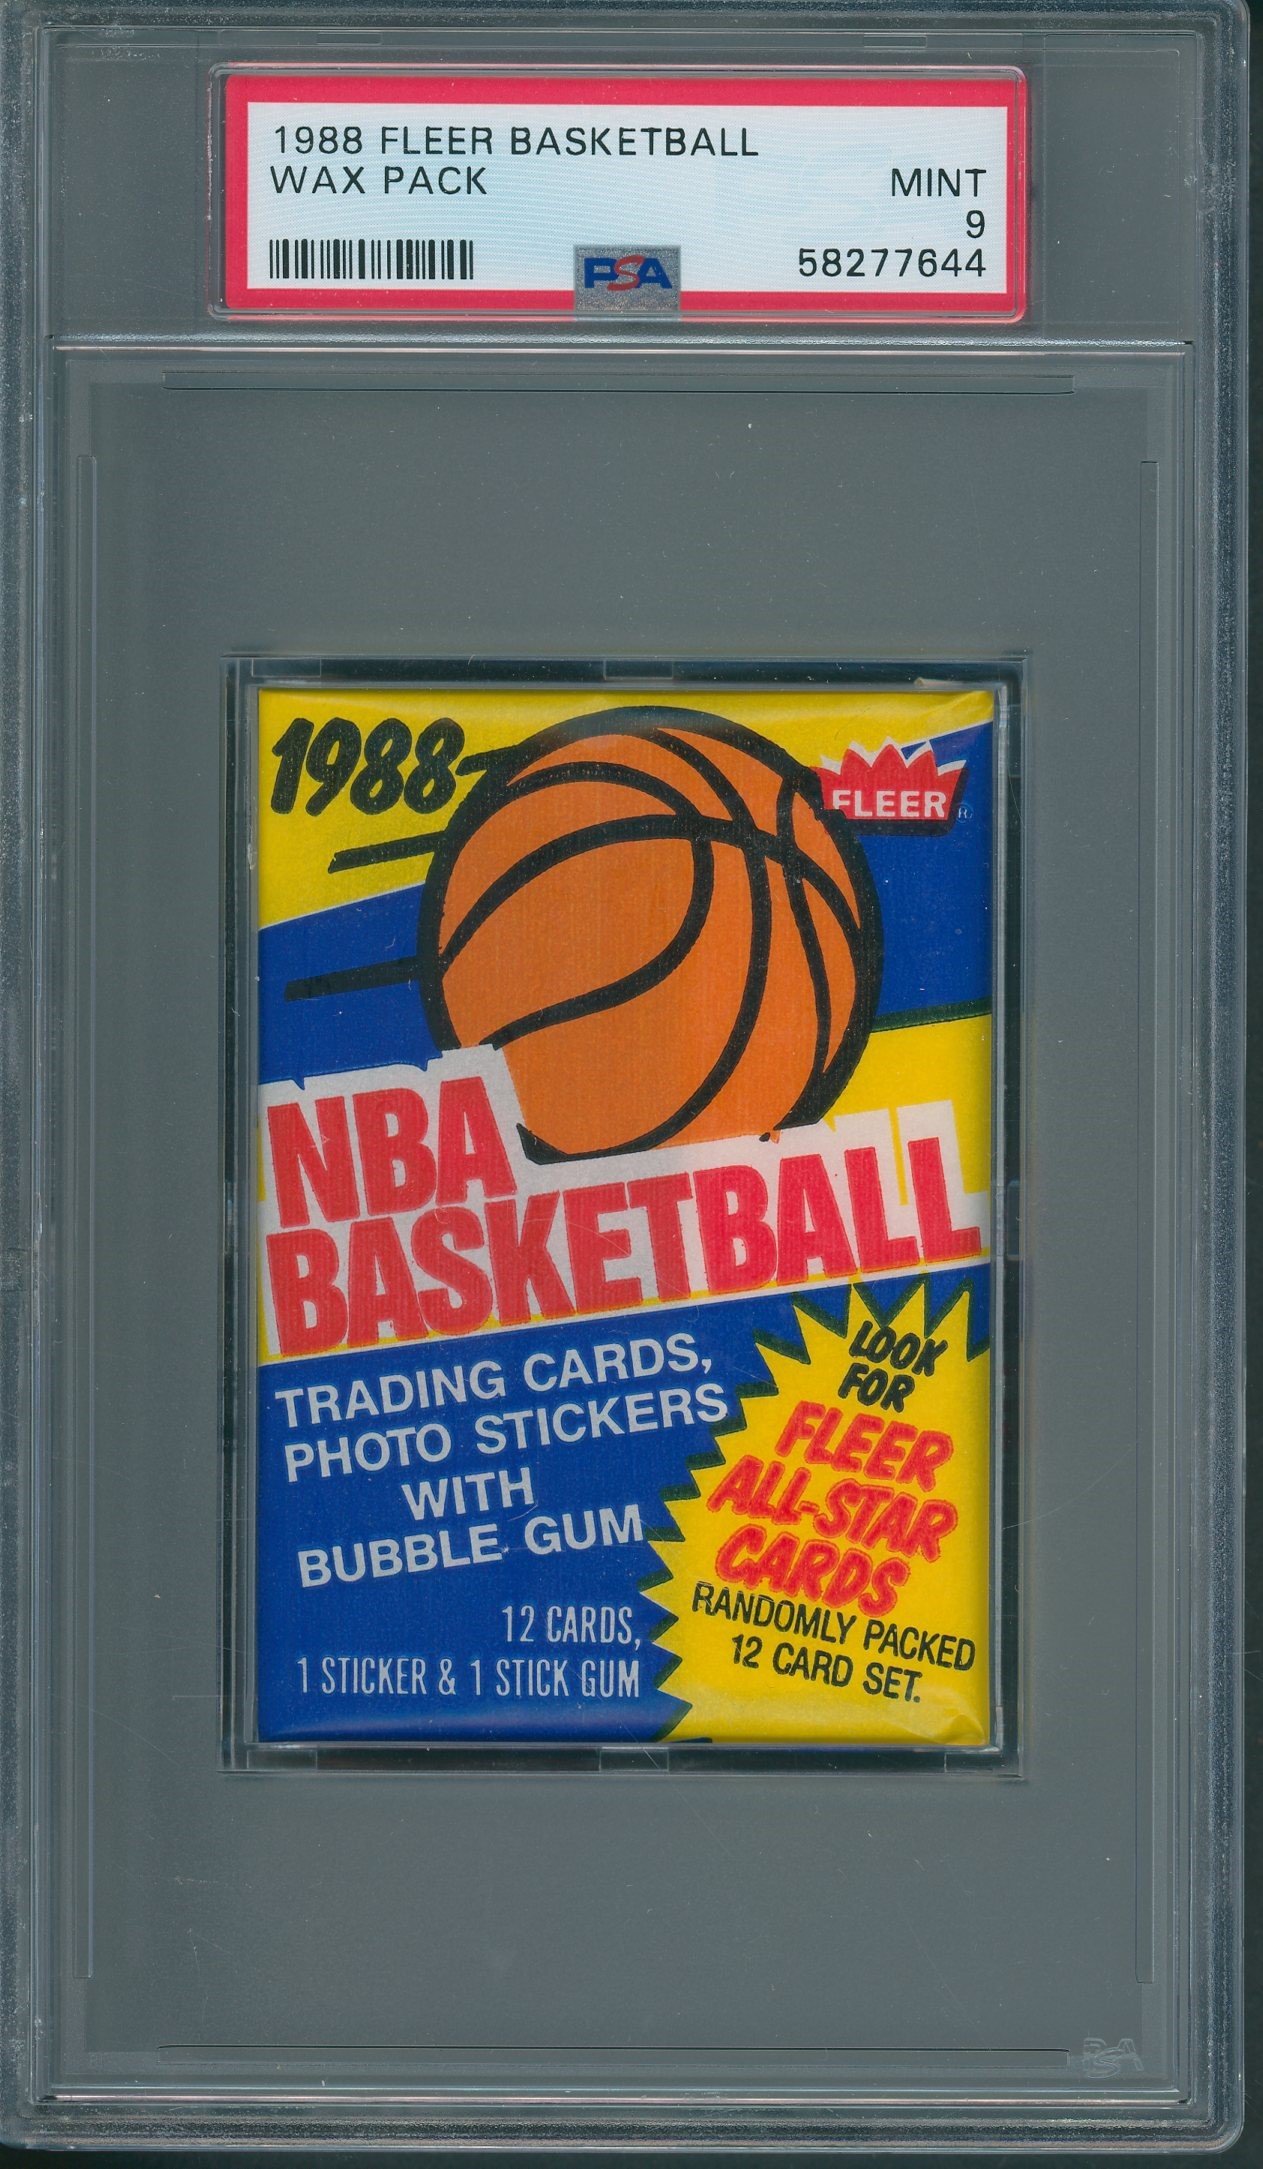 1988 FLEER BASKETBALL
WAX PACK
MINT
9
PSA
58277644
1988
FLEER®
NBA
BASKETBALL
TRADING CARDS,
PHOTO STICKERS
WITH
BUBBLE GUM
12 CARDS,
1 STICKER & 1 STICK GUM
LOOK
FOR
FLEER
ALL-STAR
CARDS
RANDOMLY PACKED
12 CARD SET.
PSA